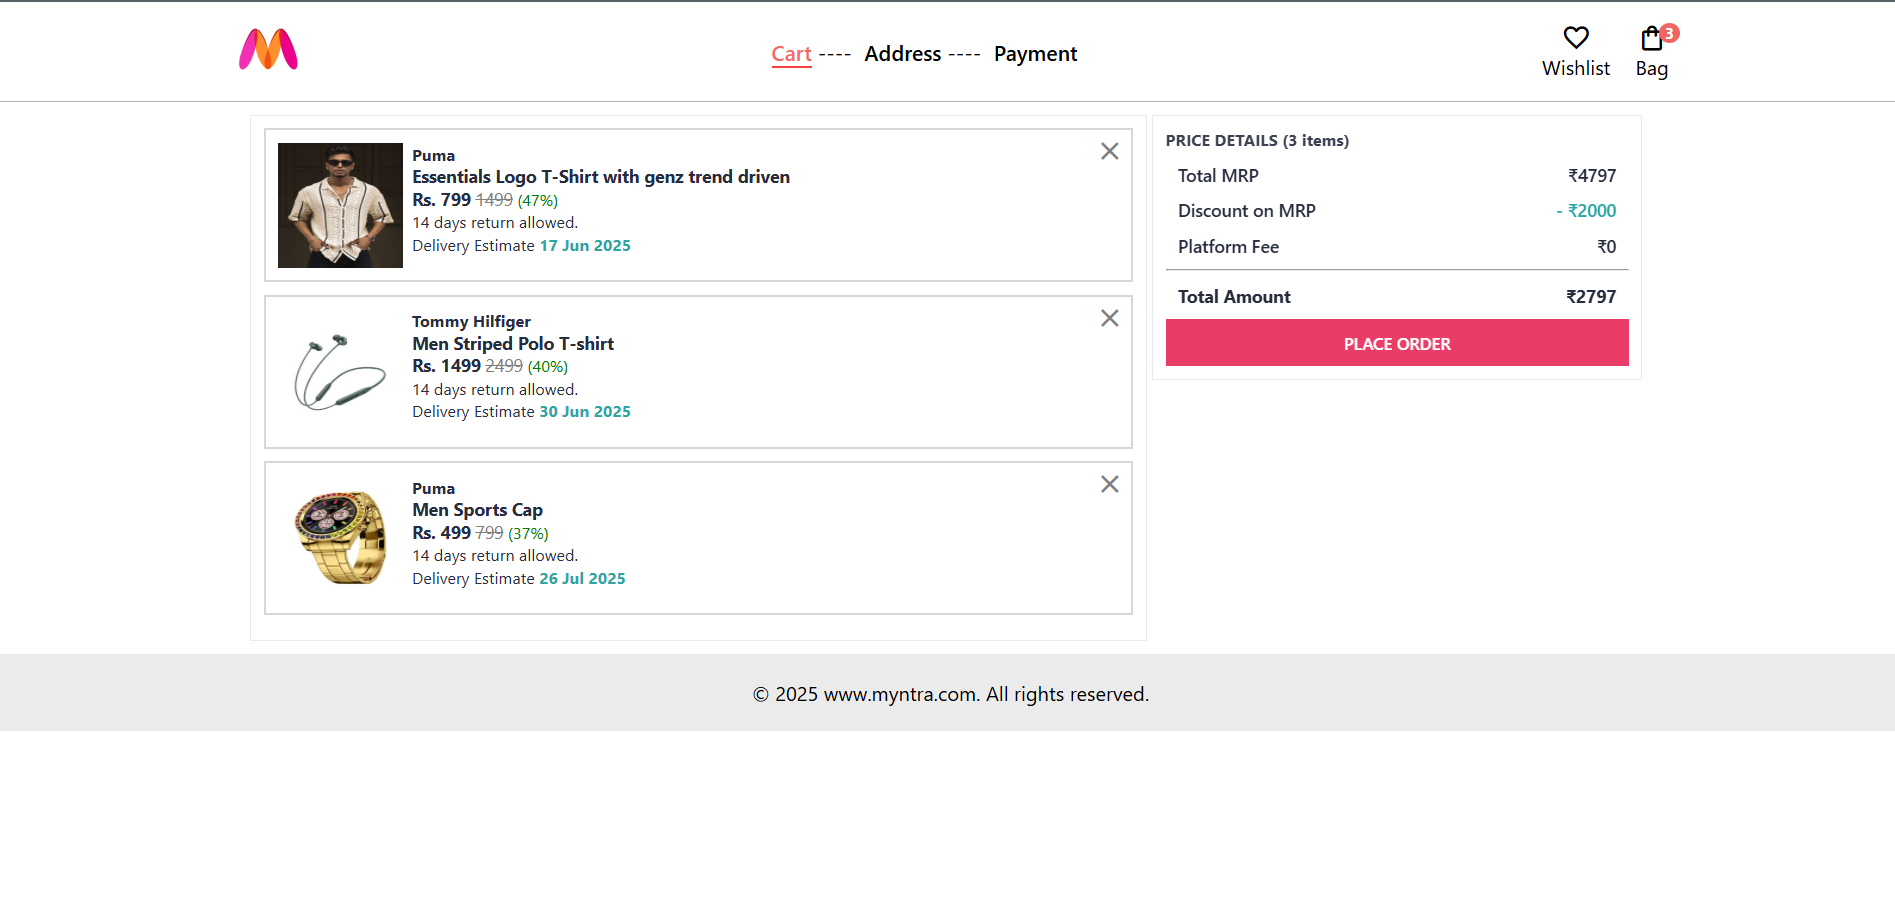 Cart ---- Address ---- Payment
Wishlist
3
Bag
Puma
Essentials Logo T-Shirt with genz trend driven
Rs. 799 1499 (47%)
14 days return allowed.
Delivery Estimate 17 Jun 2025
Tommy Hilfiger
Men Striped Polo T-shirt
Rs. 1499 2499 (40%)
14 days return allowed.
Delivery Estimate 30 Jun 2025
Puma
Men Sports Cap
Rs. 499 799 (37%)
14 days return allowed.
Delivery Estimate 26 Jul 2025
PRICE DETAILS (3 items)
Total MRP ₹4797
Discount on MRP - ₹2000
Platform Fee ₹0
Total Amount ₹2797
PLACE ORDER
© 2025 www.myntra.com. All rights reserved.